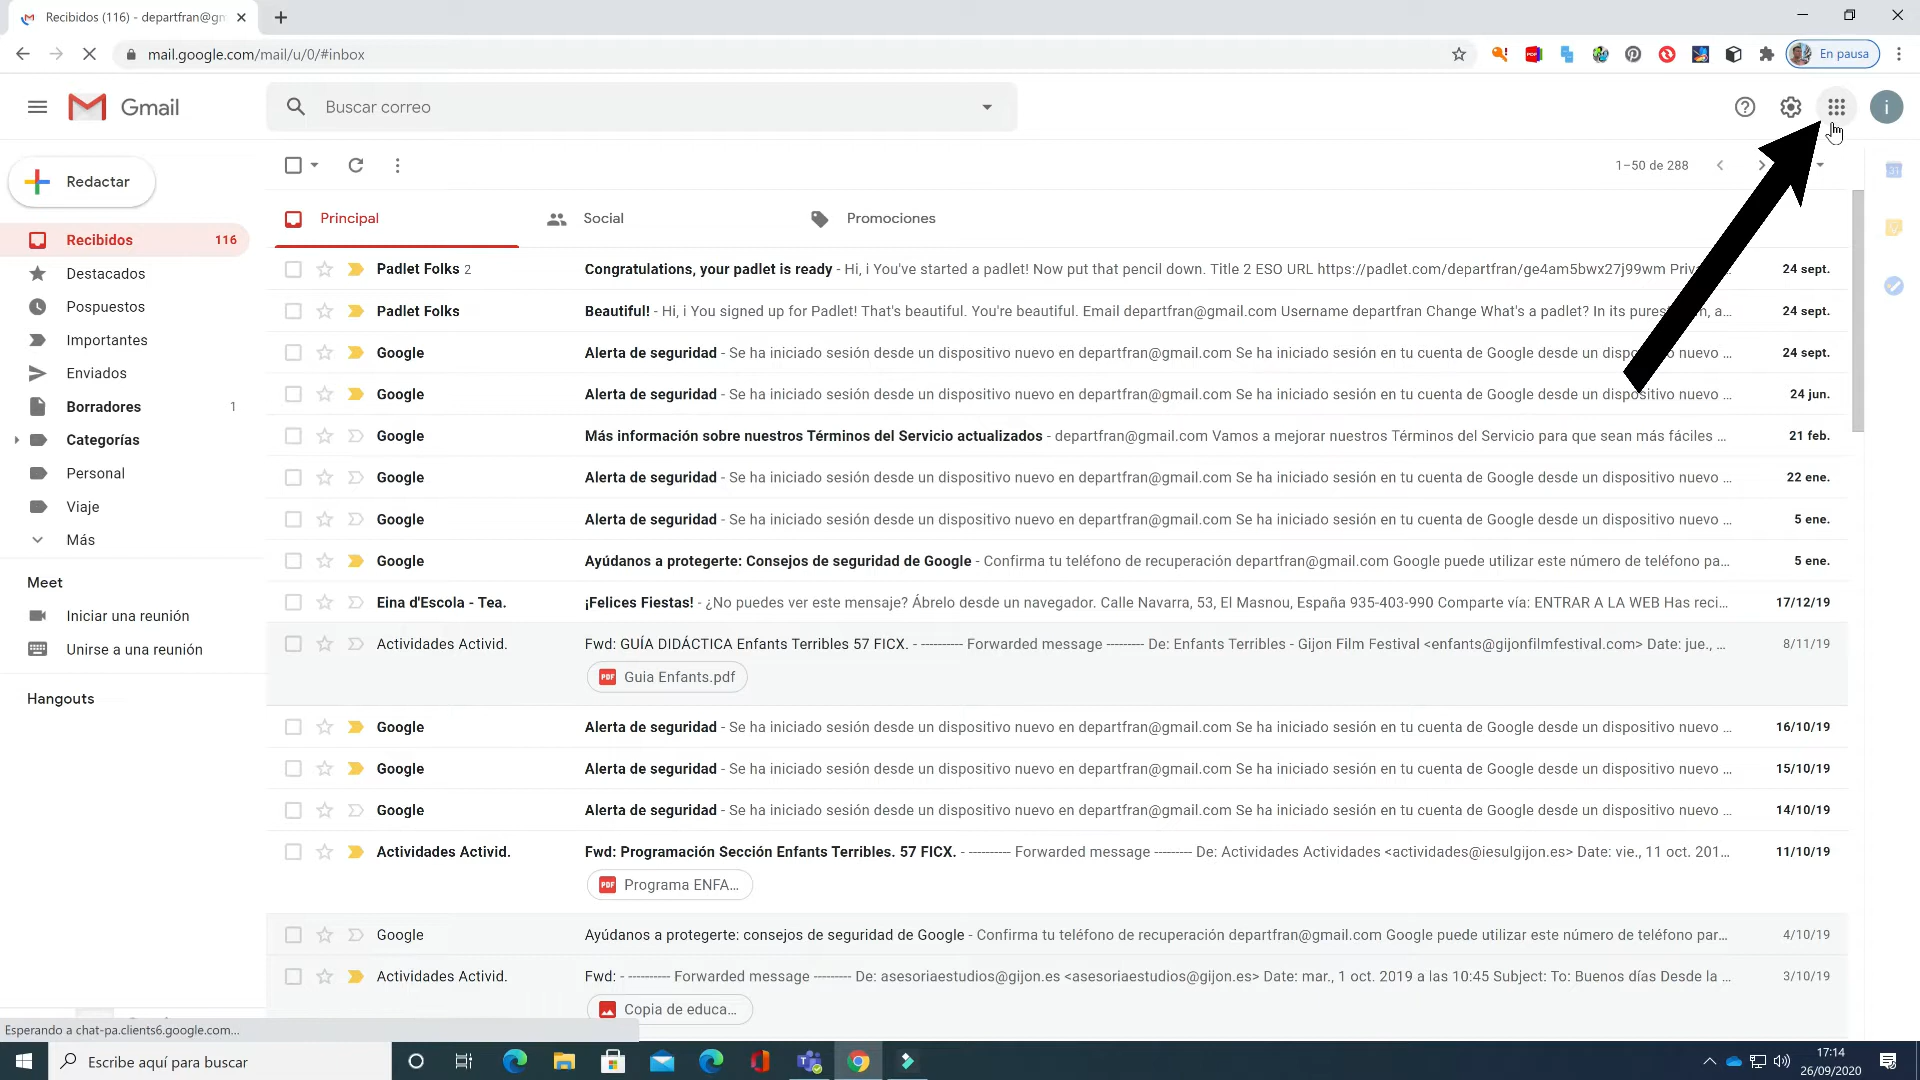 Recibidos (116) - departfran@gm
mail.google.com/mail/u/0/#inbox
En pausa
Gmail
Buscar correo
i
Redactar
1–50 de 288
Recibidos 116
Destacados
Pospuestos
Importantes
Enviados
Borradores 1
Categorías
Personal
Viaje
Más
Meet
Iniciar una reunión
Unirse a una reunión
Hangouts
Principal
Social
Promociones
Padlet Folks 2 Congratulations, your padlet is ready - Hi, i You've started a padlet! Now put that pencil down. Title 2 ESO URL https://padlet.com/departfran/ge4am5bwx27j99wm 24 sept.
Padlet Folks Beautiful! - Hi, i You signed up for Padlet! That's beautiful. You're beautiful. Email departfran@gmail.com Username departfran Change What's a padlet? In its a... 24 sept.
Google Alerta de seguridad - Se ha iniciado sesión desde un dispositivo nuevo en departfran@gmail.com Se ha iniciado sesión en tu cuenta de Google desde un nuevo ... 24 sept.
Google Alerta de seguridad - Se ha iniciado sesión desde un dispositivo nuevo en departfran@gmail.com Se ha iniciado sesión en tu cuenta de Google desde un dispositivo nuevo ... 24 jun.
Google Más información sobre nuestros Términos del Servicio actualizados - departfran@gmail.com Vamos a mejorar nuestros Términos del Servicio para que sean más fáciles ... 21 feb.
Google Alerta de seguridad - Se ha iniciado sesión desde un dispositivo nuevo en departfran@gmail.com Se ha iniciado sesión en tu cuenta de Google desde un dispositivo nuevo ... 22 ene.
Google Alerta de seguridad - Se ha iniciado sesión desde un dispositivo nuevo en departfran@gmail.com Se ha iniciado sesión en tu cuenta de Google desde un dispositivo nuevo ... 5 ene.
Google Ayúdanos a protegerte: Consejos de seguridad de Google - Confirma tu teléfono de recuperación departfran@gmail.com Google puede utilizar este número de teléfono pa... 5 ene.
Eina d'Escola - Tea. ¡Felices Fiestas! - ¿No puedes ver este mensaje? Ábrelo desde un navegador. Calle Navarra, 53, El Masnou, España 935-403-990 Comparte vía: ENTRAR A LA WEB Has reci... 17/12/19
Actividades Activid. Fwd: GUÍA DIDÁCTICA Enfants Terribles 57 FICX. - ---------- Forwarded message --------- De: Enfants Terribles - Gijon Film Festival <enfants@gijonfilmfestival.com> Date: jue., ... 8/11/19
PDF Guia Enfants.pdf
Google Alerta de seguridad - Se ha iniciado sesión desde un dispositivo nuevo en departfran@gmail.com Se ha iniciado sesión en tu cuenta de Google desde un dispositivo nuevo ... 16/10/19
Google Alerta de seguridad - Se ha iniciado sesión desde un dispositivo nuevo en departfran@gmail.com Se ha iniciado sesión en tu cuenta de Google desde un dispositivo nuevo ... 15/10/19
Google Alerta de seguridad - Se ha iniciado sesión desde un dispositivo nuevo en departfran@gmail.com Se ha iniciado sesión en tu cuenta de Google desde un dispositivo nuevo ... 14/10/19
Actividades Activid. Fwd: Programación Sección Enfants Terribles. 57 FICX. - ---------- Forwarded message --------- De: Actividades Actividades <actividades@iesulgijon.es> Date: vie., 11 oct. 201... 11/10/19
PDF Programa ENFA...
Google Ayúdanos a protegerte: consejos de seguridad de Google - Confirma tu teléfono de recuperación departfran@gmail.com Google puede utilizar este número de teléfono par... 4/10/19
Actividades Activid. Fwd: - ---------- Forwarded message --------- De: asesoriaestudios@gijon.es <asesoriaestudios@gijon.es> Date: mar., 1 oct. 2019 a las 10:45 Subject: To: Buenos días Desde la ... 3/10/19
Copia de educa...
Esperando a chat-pa.clients6.google.com...
Escribe aquí para buscar
17:14
26/09/2020